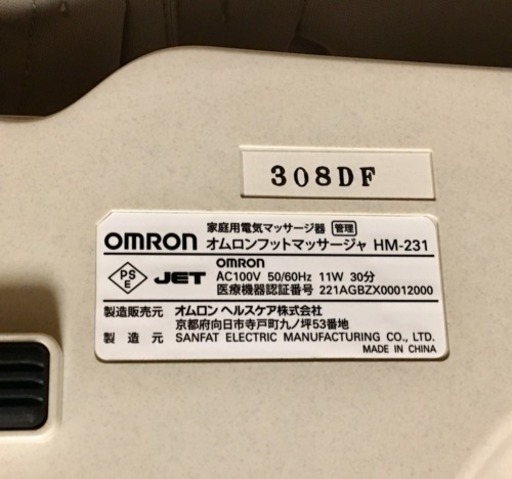 308DF
家庭用電気マッサージ器 管理
OMRON オムロンフットマッサージャ HM-231
OMRON
PSE JET AC100V 50/60Hz 11W 30分
医療機器認証番号 221AGBZX00012000
製造販売元 オムロン ヘルスケア株式会社
京都府向日市寺戸町九ノ坪53番地
製造元 SANFAT ELECTRIC MANUFACTURING CO., LTD.
MADE IN CHINA